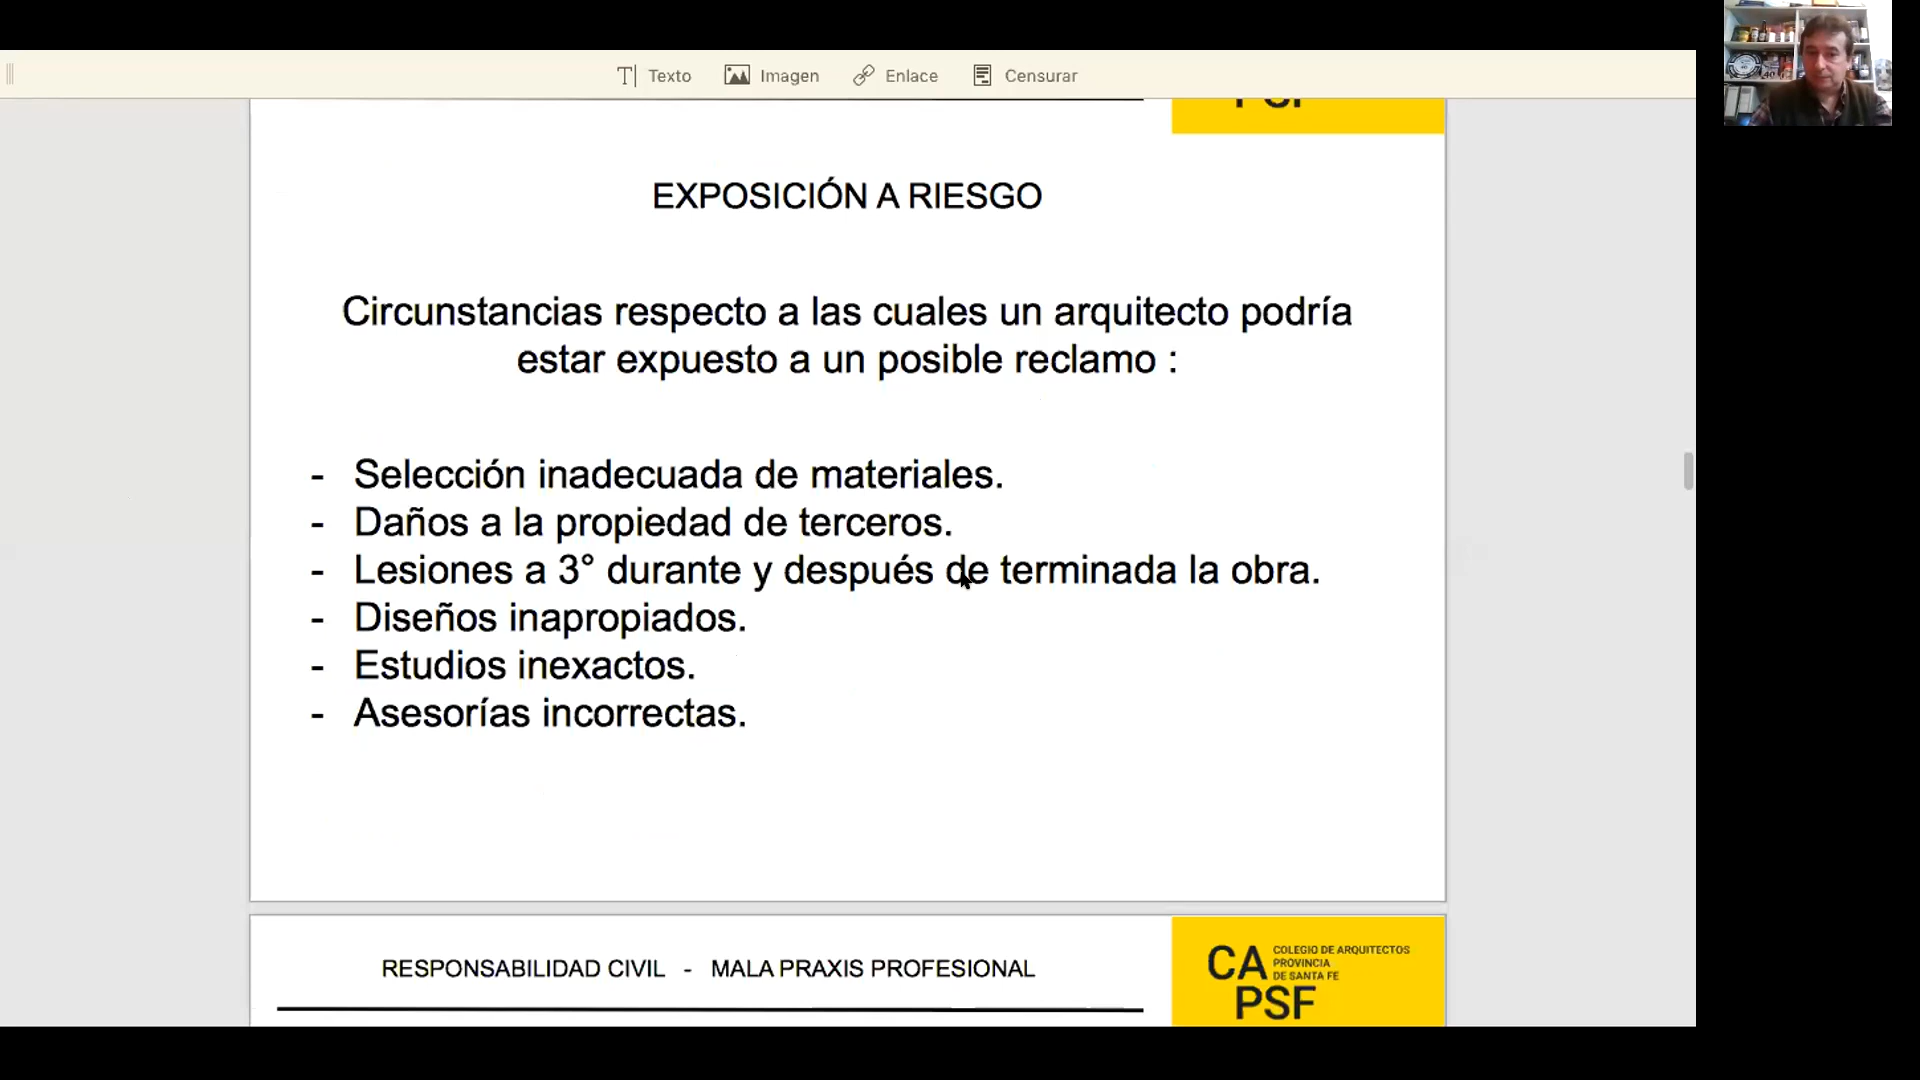 Texto Imagen Enlace Censurar
PSF
EXPOSICIÓN A RIESGO
Circunstancias respecto a las cuales un arquitecto podría
estar expuesto a un posible reclamo :
- Selección inadecuada de materiales.
- Daños a la propiedad de terceros.
- Lesiones a 3° durante y después de terminada la obra.
- Diseños inapropiados.
- Estudios inexactos.
- Asesorías incorrectas.
RESPONSABILIDAD CIVIL - MALA PRAXIS PROFESIONAL
CA COLEGIO DE ARQUITECTOS
PROVINCIA
DE SANTA FE
PSF